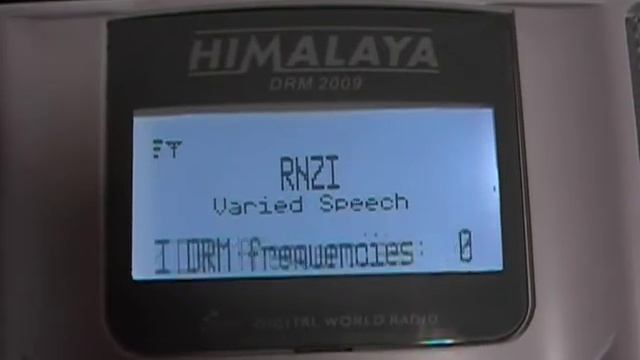 HIMALAYA
DRM 2009
RNZI
Varied Speech
I DRM frequencies: 0
DIGITAL WORLD RADIO